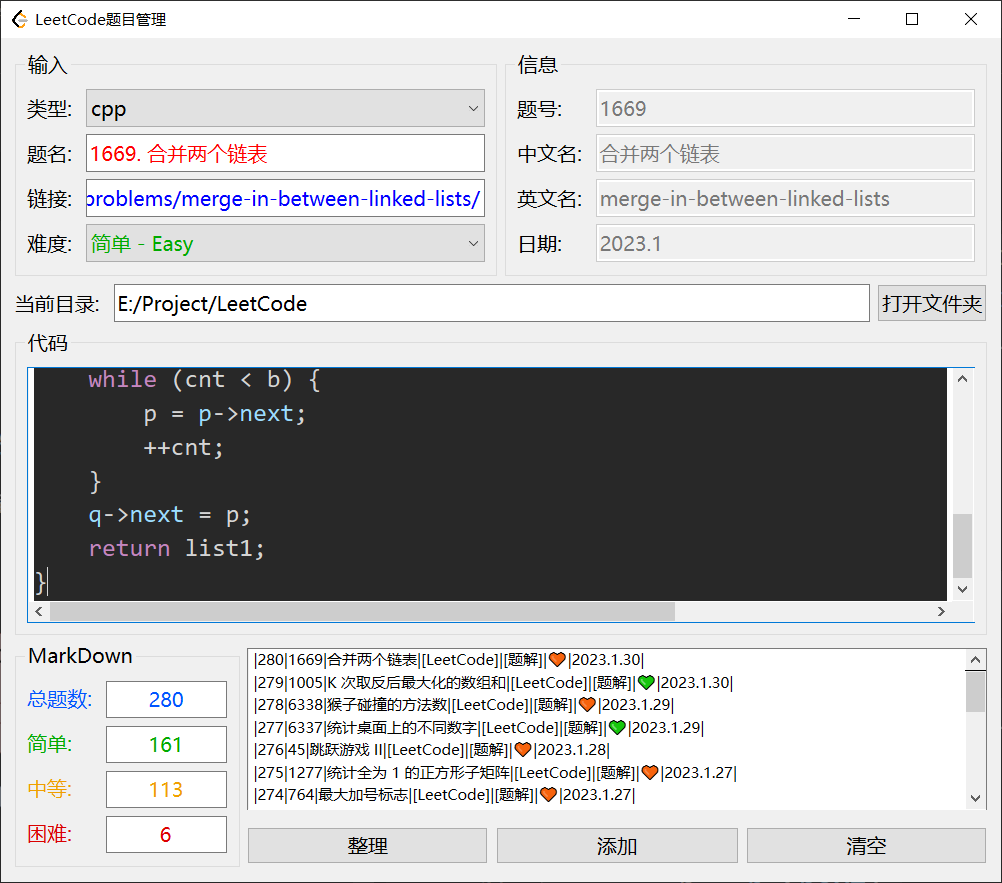 LeetCode题目管理
输入
类型: cpp
题名: 1669. 合并两个链表
链接: problems/merge-in-between-linked-lists/
难度: 简单 - Easy
信息
题号: 1669
中文名: 合并两个链表
英文名: merge-in-between-linked-lists
日期: 2023.1
当前目录: E:/Project/LeetCode 打开文件夹
代码
while (cnt < b) {
p = p->next;
++cnt;
}
q->next = p;
return list1;
}
MarkDown
总题数: 280
简单: 161
中等: 113
困难: 6
|280|1669|合并两个链表|[LeetCode]|[题解]|🧡|2023.1.30|
|279|1005|K 次取反后最大化的数组和|[LeetCode]|[题解]|💚|2023.1.30|
|278|6338|猴子碰撞的方法数|[LeetCode]|[题解]|🧡|2023.1.29|
|277|6337|统计桌面上的不同数字|[LeetCode]|[题解]|💚|2023.1.29|
|276|45|跳跃游戏 II|[LeetCode]|[题解]|🧡|2023.1.28|
|275|1277|统计全为 1 的正方形子矩阵|[LeetCode]|[题解]|🧡|2023.1.27|
|274|764|最大加号标志|[LeetCode]|[题解]|🧡|2023.1.27|
整理 添加 清空